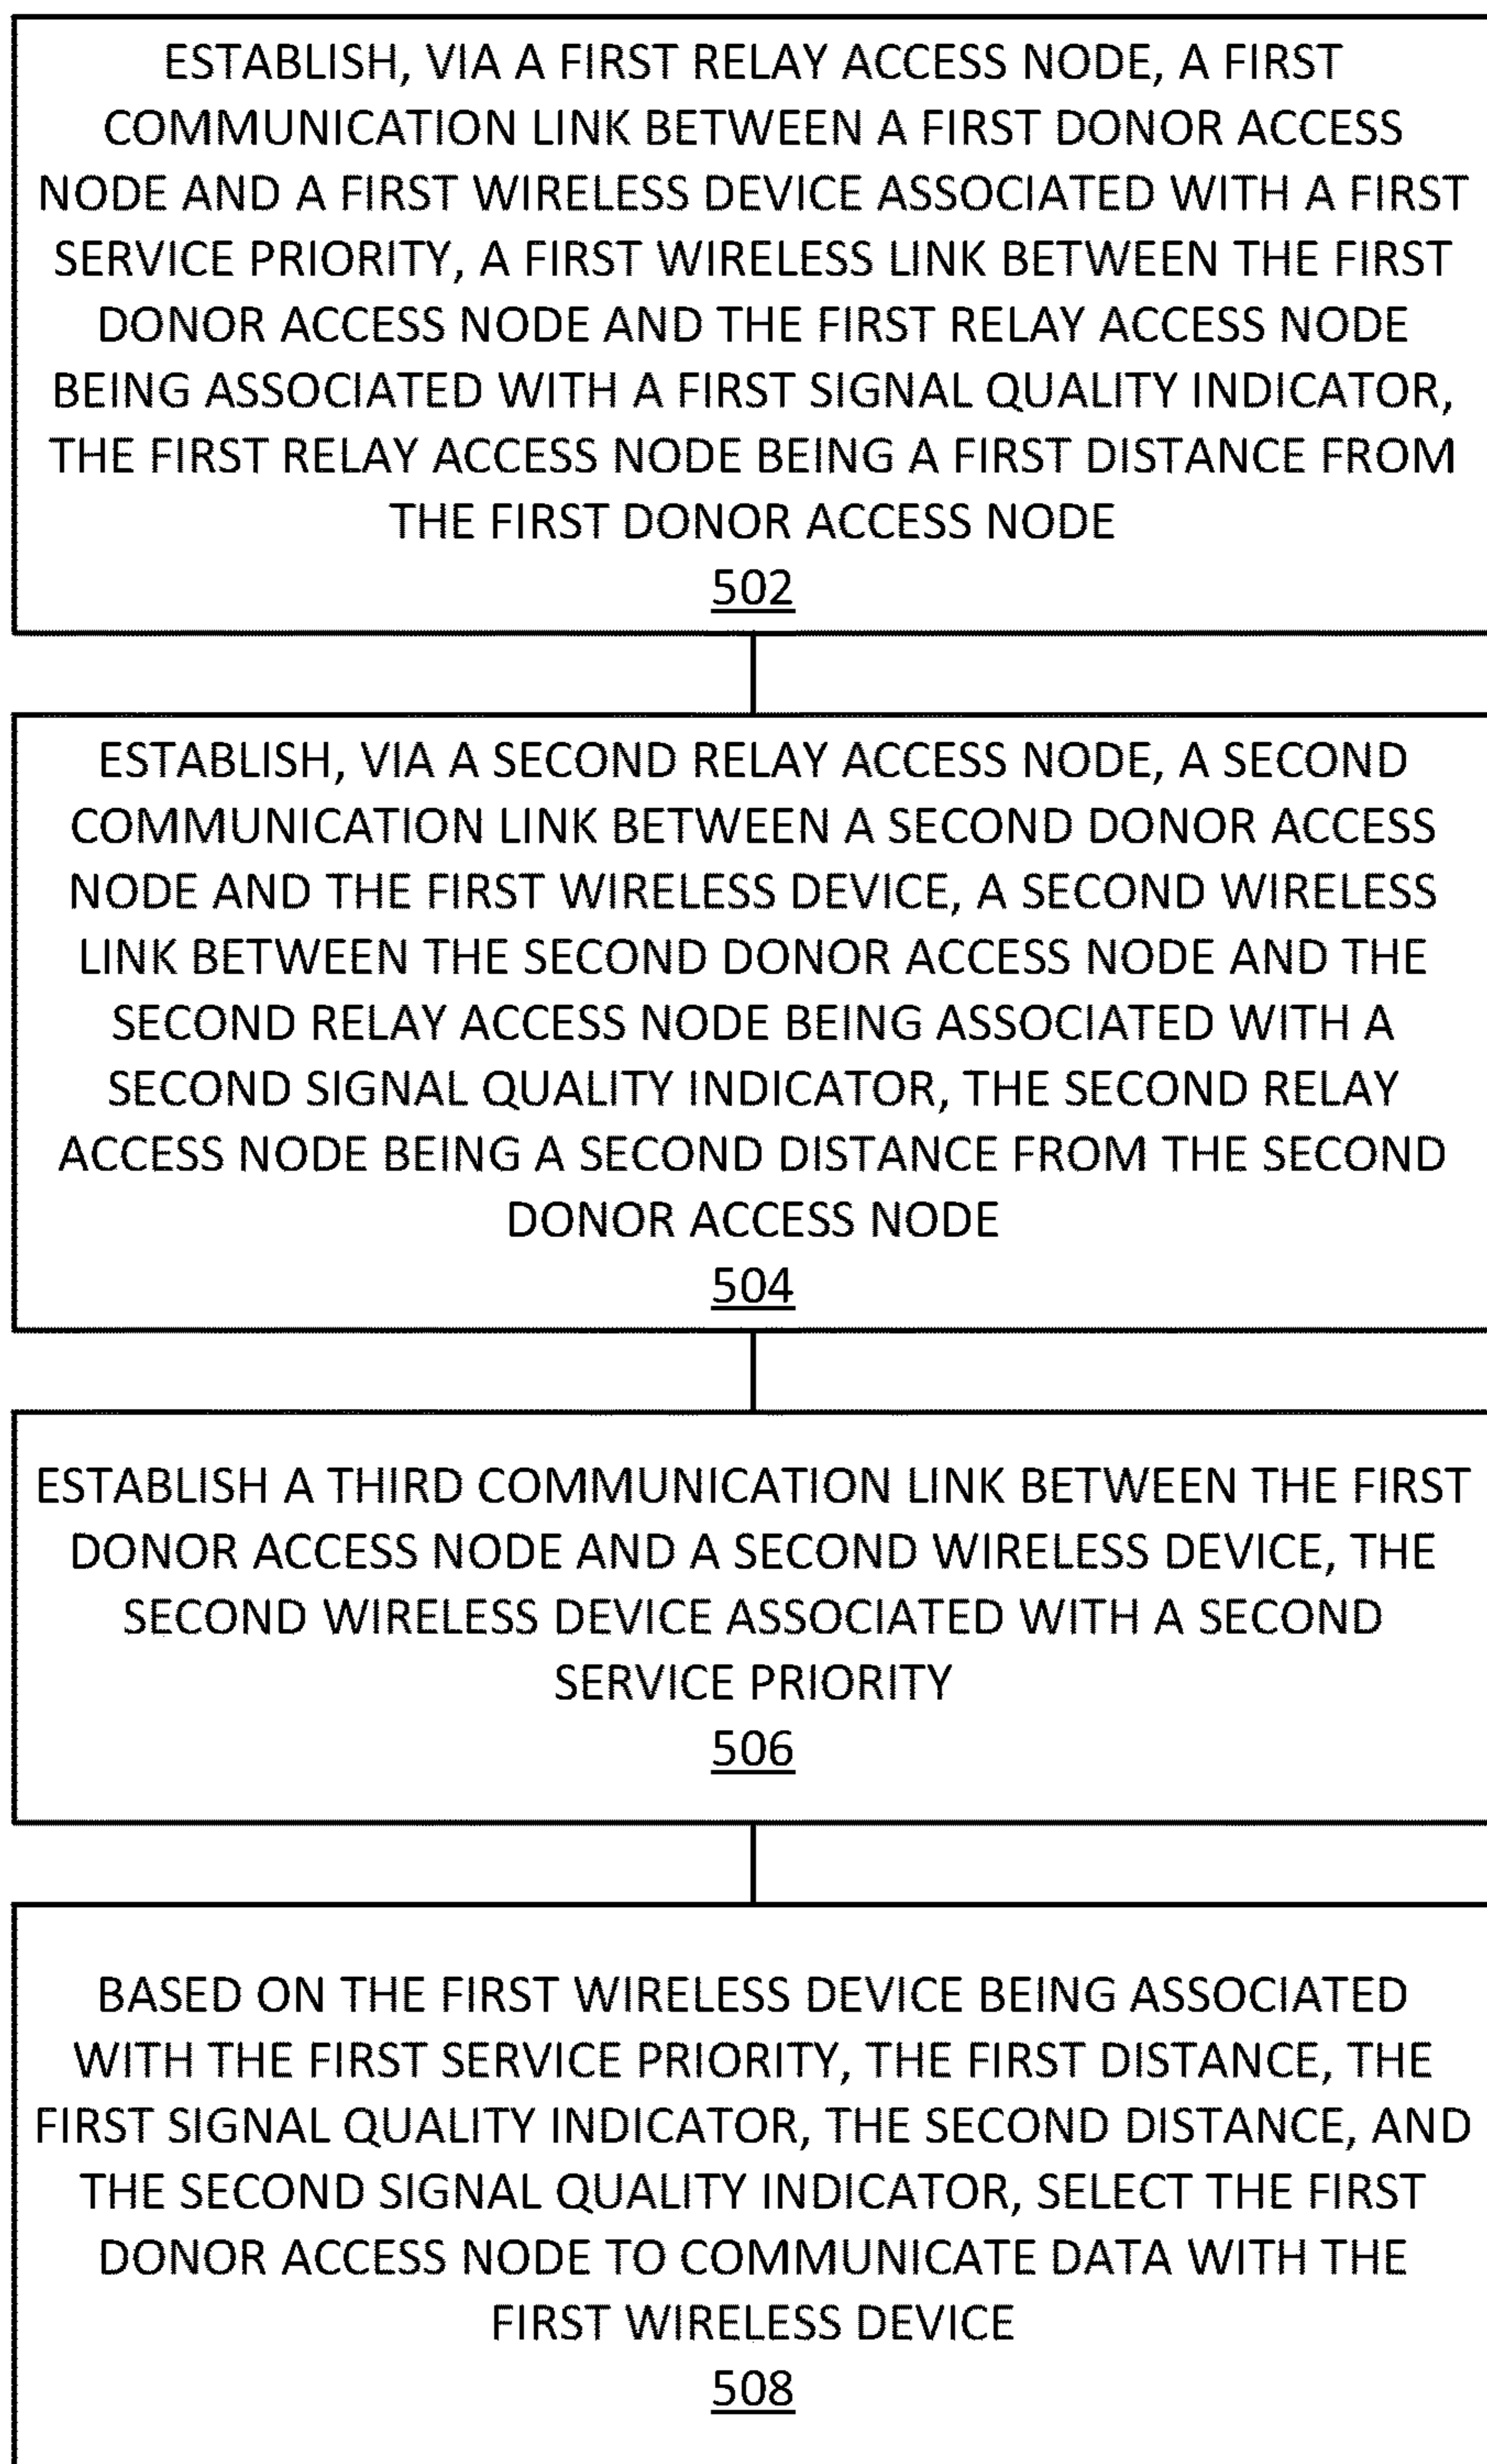 ESTABLISH, VIA A FIRST RELAY ACCESS NODE, A FIRST
COMMUNICATION LINK BETWEEN A FIRST DONOR ACCESS
NODE AND A FIRST WIRELESS DEVICE ASSOCIATED WITH A FIRST
SERVICE PRIORITY, A FIRST WIRELESS LINK BETWEEN THE FIRST
DONOR ACCESS NODE AND THE FIRST RELAY ACCESS NODE
BEING ASSOCIATED WITH A FIRST SIGNAL QUALITY INDICATOR,
THE FIRST RELAY ACCESS NODE BEING A FIRST DISTANCE FROM
THE FIRST DONOR ACCESS NODE
502
ESTABLISH, VIA A SECOND RELAY ACCESS NODE, A SECOND
COMMUNICATION LINK BETWEEN A SECOND DONOR ACCESS
NODE AND THE FIRST WIRELESS DEVICE, A SECOND WIRELESS
LINK BETWEEN THE SECOND DONOR ACCESS NODE AND THE
SECOND RELAY ACCESS NODE BEING ASSOCIATED WITH A
SECOND SIGNAL QUALITY INDICATOR, THE SECOND RELAY
ACCESS NODE BEING A SECOND DISTANCE FROM THE SECOND
DONOR ACCESS NODE
504
ESTABLISH A THIRD COMMUNICATION LINK BETWEEN THE FIRST
DONOR ACCESS NODE AND A SECOND WIRELESS DEVICE, THE
SECOND WIRELESS DEVICE ASSOCIATED WITH A SECOND
SERVICE PRIORITY
506
BASED ON THE FIRST WIRELESS DEVICE BEING ASSOCIATED
WITH THE FIRST SERVICE PRIORITY, THE FIRST DISTANCE, THE
FIRST SIGNAL QUALITY INDICATOR, THE SECOND DISTANCE, AND
THE SECOND SIGNAL QUALITY INDICATOR, SELECT THE FIRST
DONOR ACCESS NODE TO COMMUNICATE DATA WITH THE
FIRST WIRELESS DEVICE
508